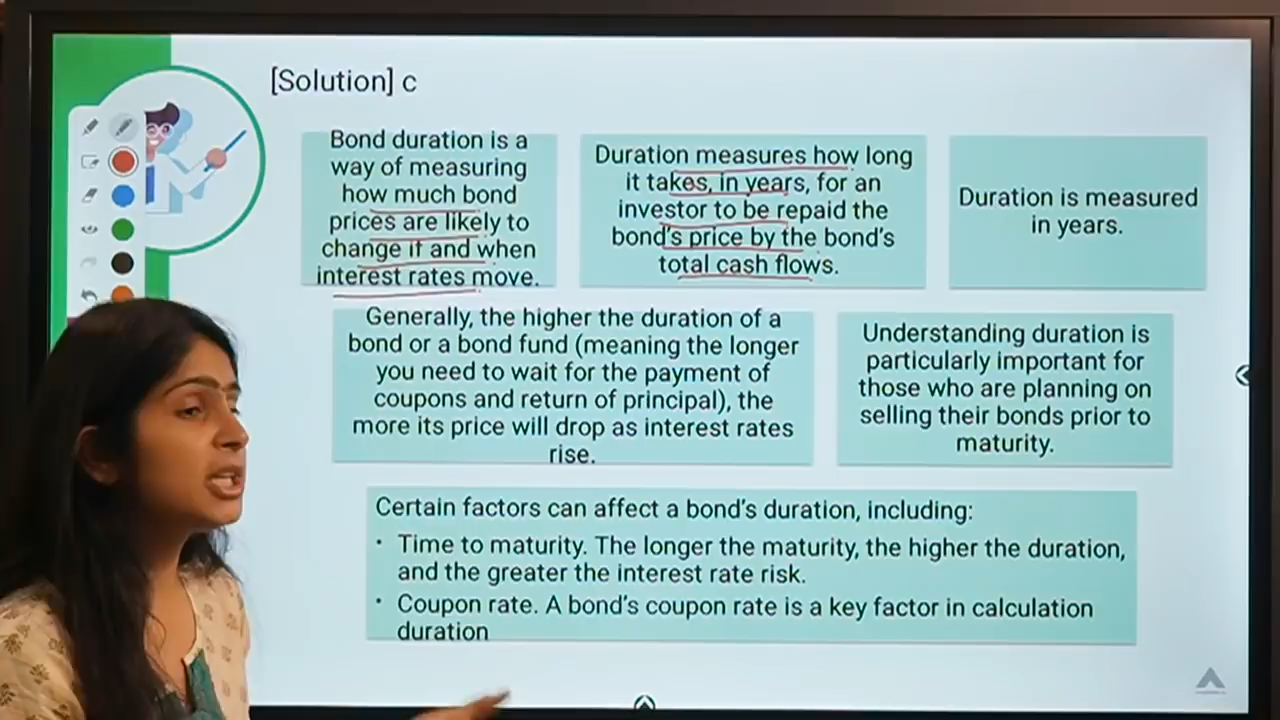 [Solution] c
Bond duration is a
way of measuring
how much bond
prices are likely to
change if and when
interest rates move.
Duration measures how long
it takes, in years, for an
investor to be repaid the
bond's price by the bond's
total cash flows.
Duration is measured
in years.
Generally, the higher the duration of a
bond or a bond fund (meaning the longer
you need to wait for the payment of
coupons and return of principal), the
more its price will drop as interest rates
rise.
Understanding duration is
particularly important for
those who are planning on
selling their bonds prior to
maturity.
Certain factors can affect a bond's duration, including:
• Time to maturity. The longer the maturity, the higher the duration,
and the greater the interest rate risk.
• Coupon rate. A bond's coupon rate is a key factor in calculation
duration